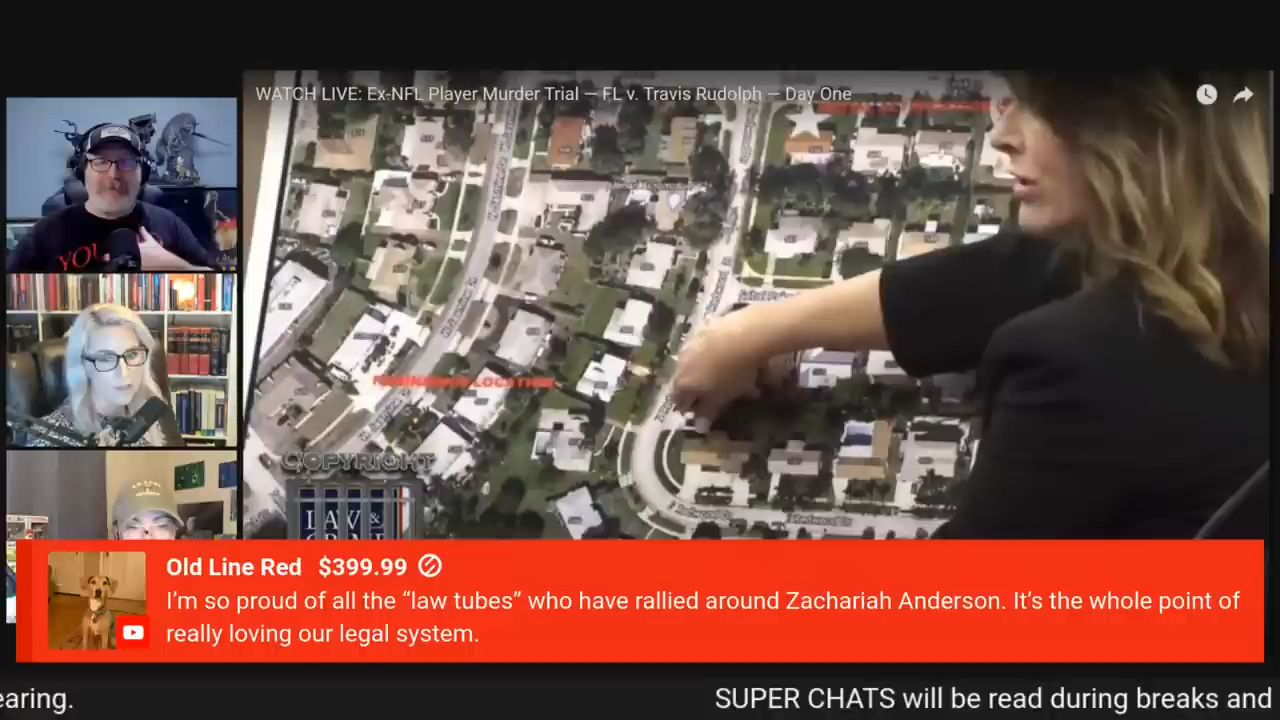 WATCH LIVE: Ex-NFL Player Murder Trial — FL v. Travis Rudolph — Day One
YOU
COPYRIGHT
LAW &
Old Line Red $399.99
I'm so proud of all the “law tubes” who have rallied around Zachariah Anderson. It's the whole point of
really loving our legal system.
earing.
SUPER CHATS will be read during breaks and